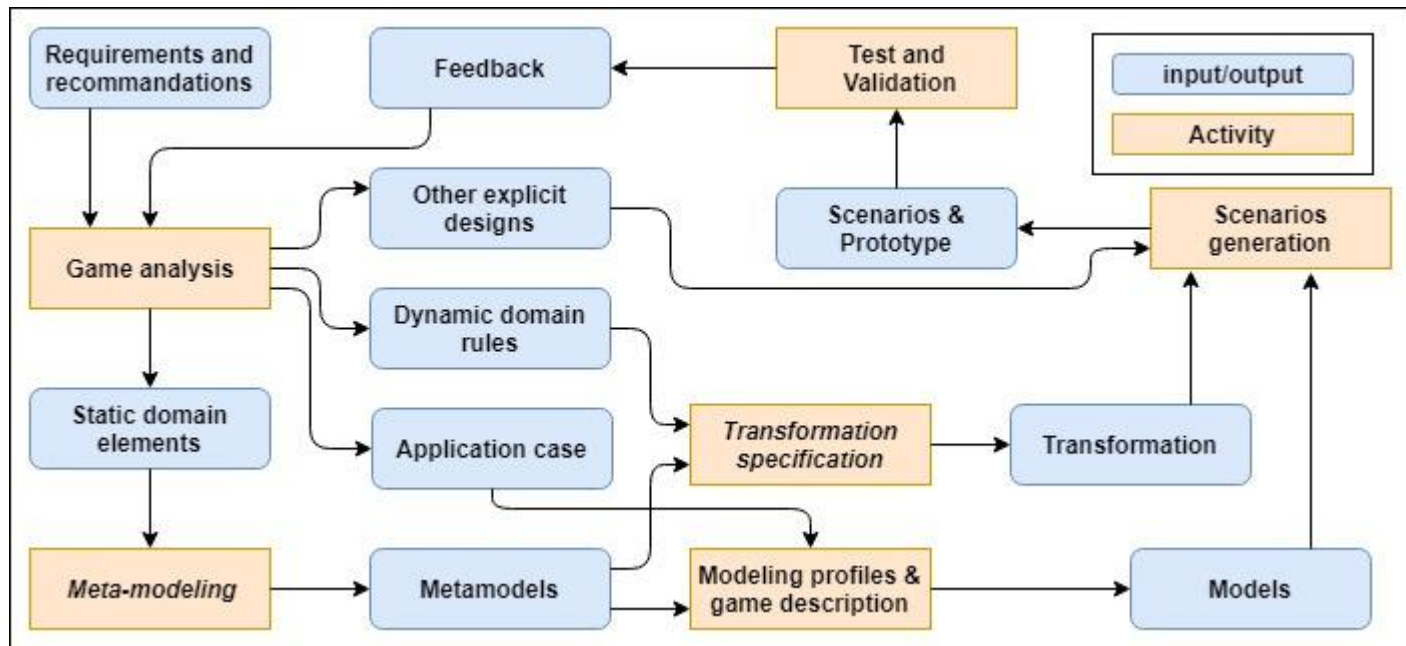 Requirements and
recommandations
Feedback
Test and
Validation
input/output
Activity
Other explicit
designs
Scenarios &
Prototype
Scenarios
generation
Game analysis
Dynamic domain
rules
Static domain
elements
Application case
Transformation
specification
Transformation
Meta-modeling
Metamodels
Modeling profiles &
game description
Models